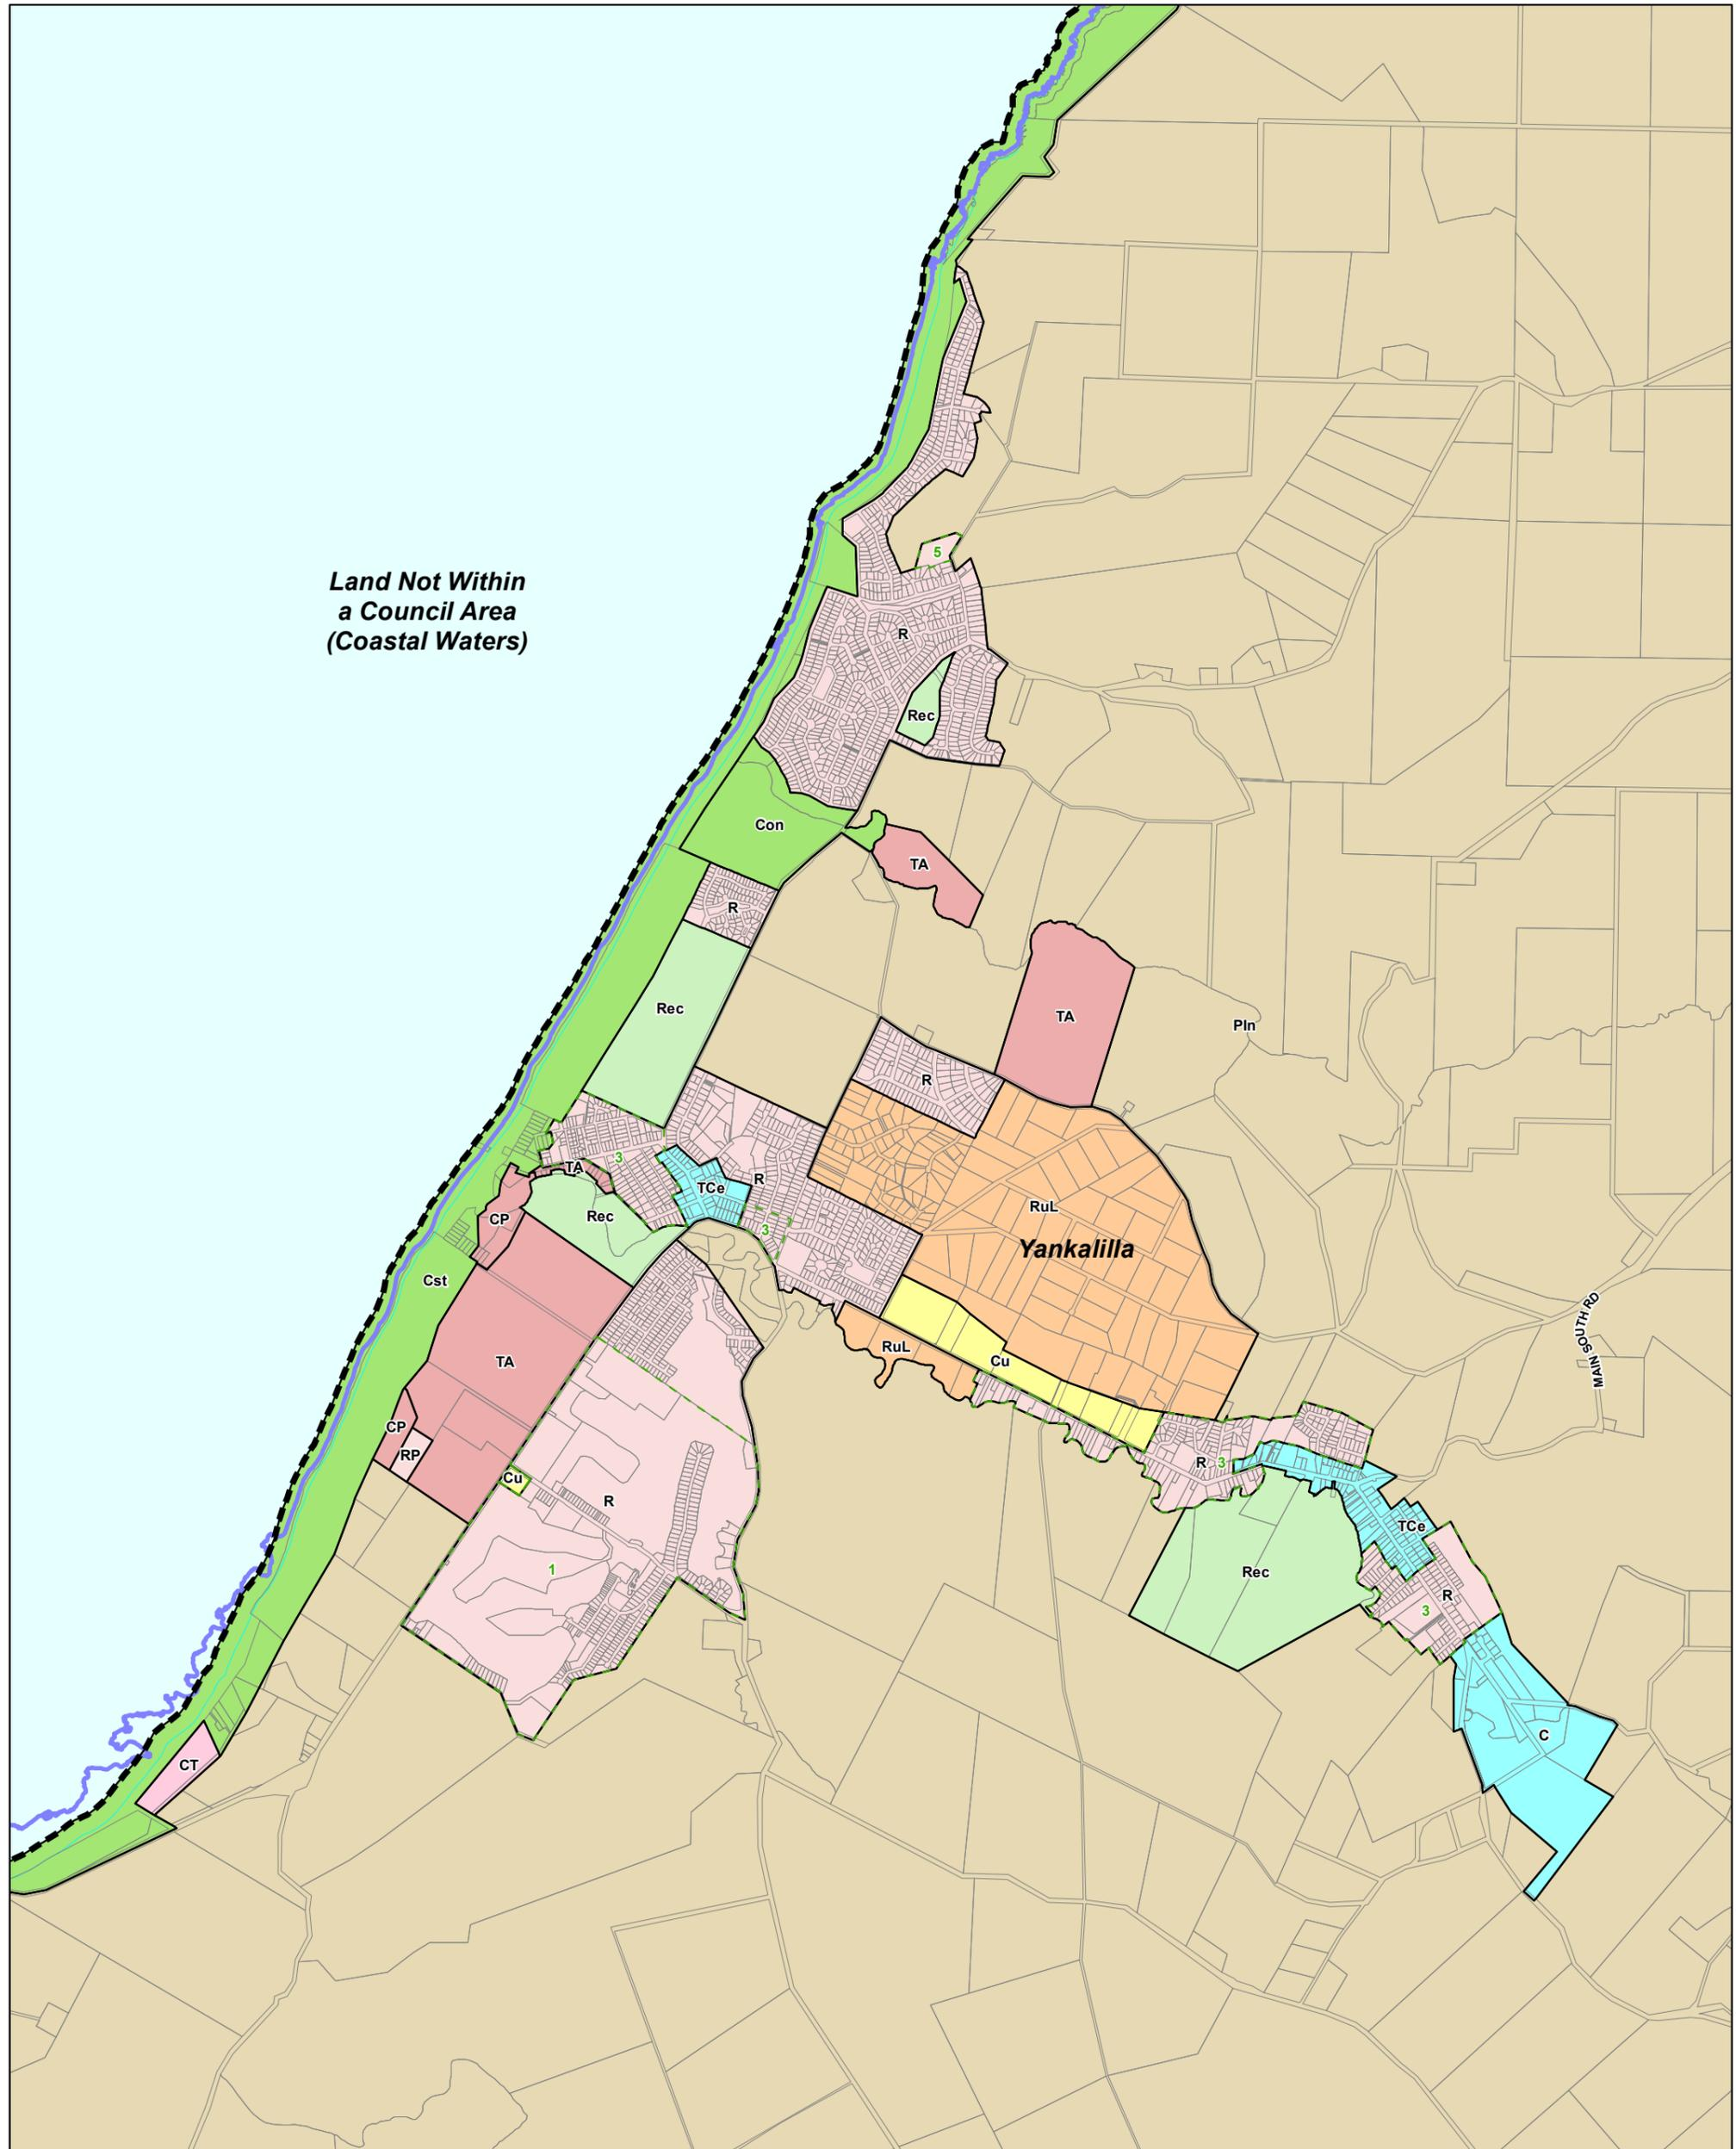 Land Not Within
a Council Area
(Coastal Waters)
5
R
Rec
Con
TA
R
Rec
TA
Pln
R
3
TA
R
TCe
Rec
CP
3
RuL
Yankalilla
Cst
RuL
Cu
TA
MAIN SOUTH RD
CP
RP
R
3
Cu
R
TCe
1
Rec
R
3
C
CT